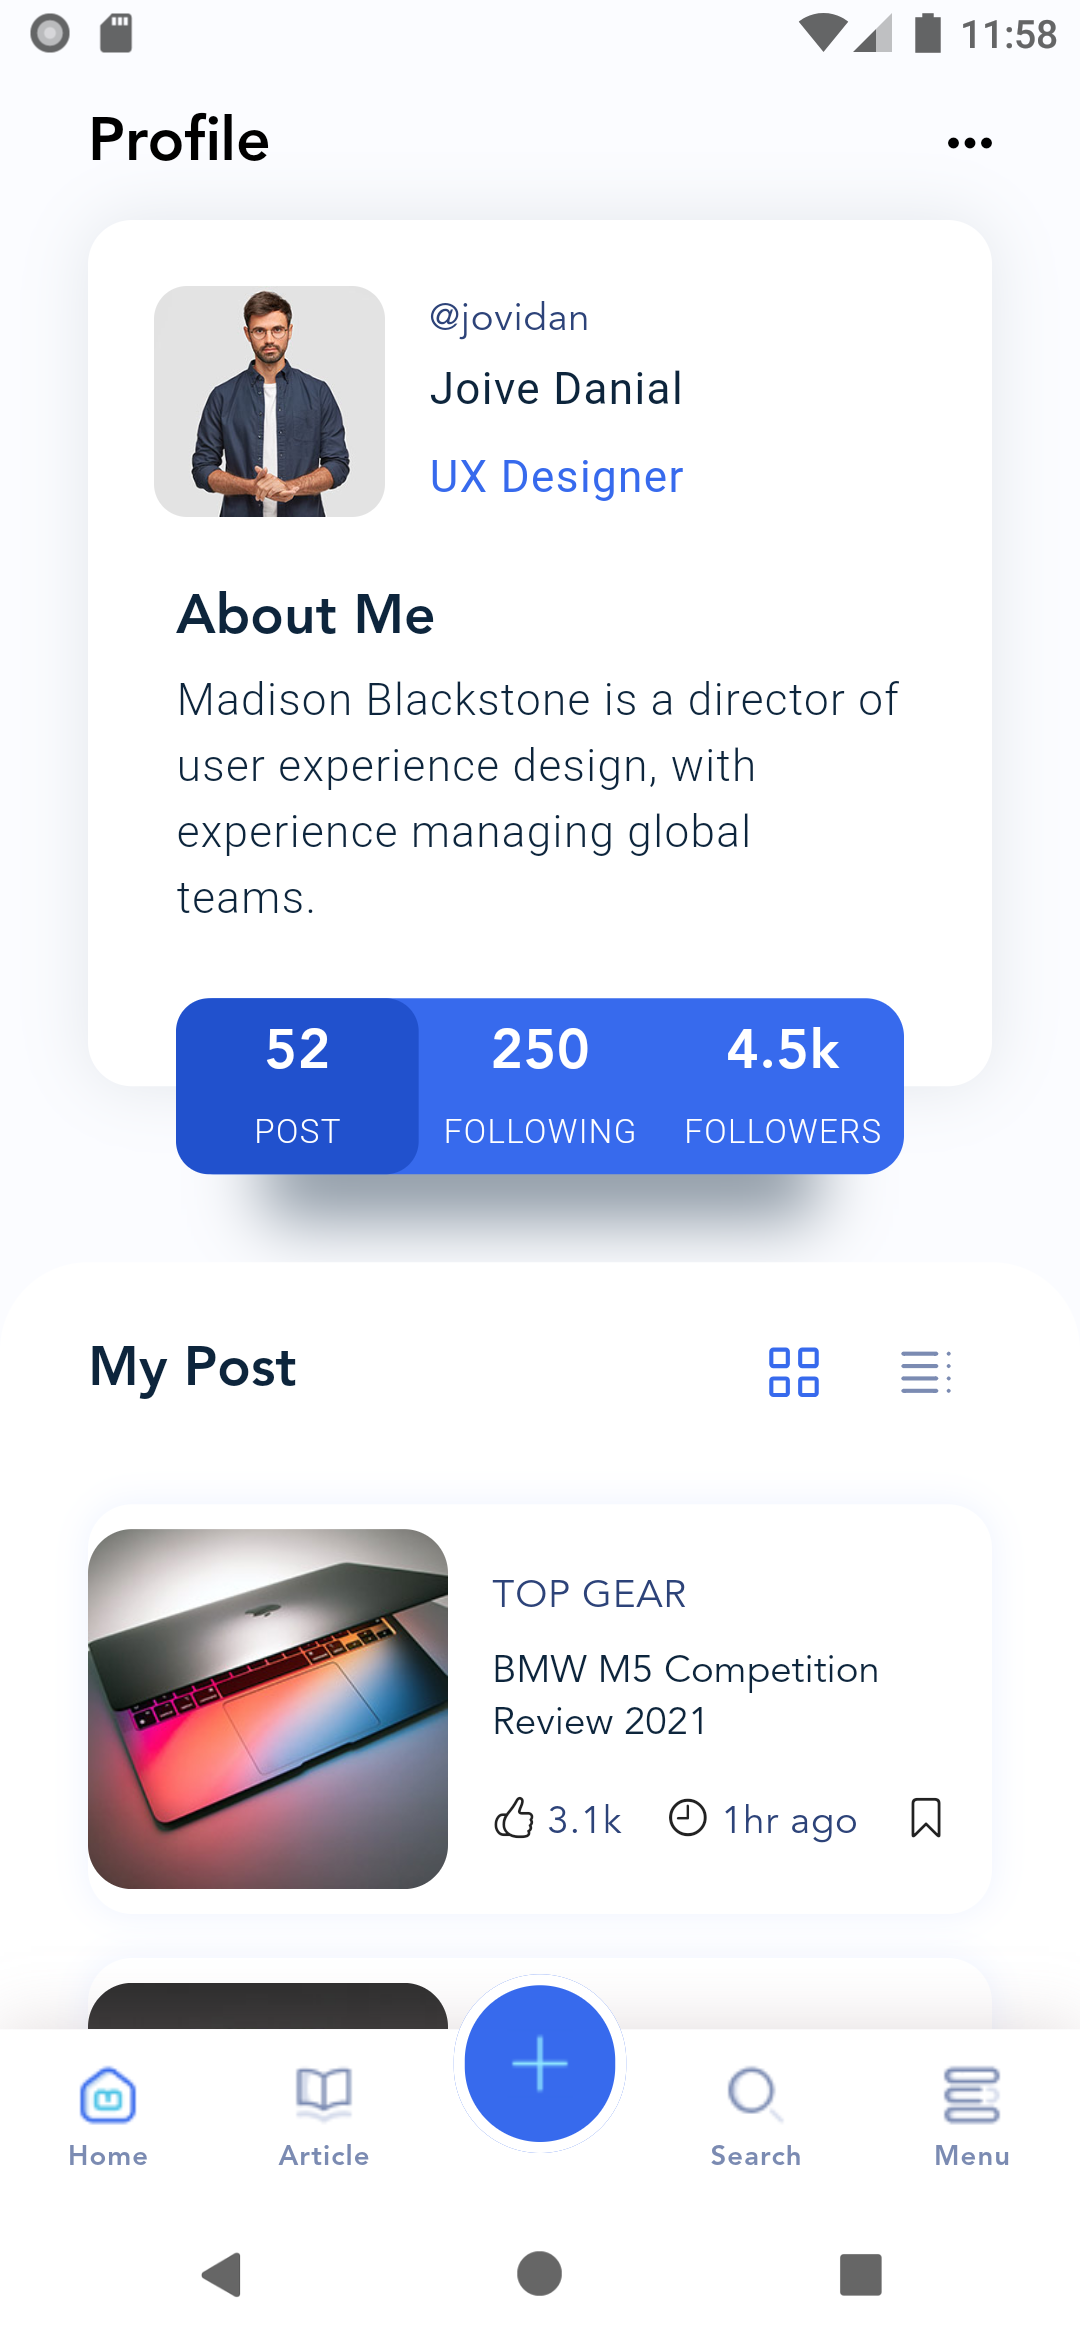 11:58
Profile
@jovidan
Joive Danial
UX Designer
About Me
Madison Blackstone is a director of
user experience design, with
experience managing global
teams.
52 250 4.5k
POST FOLLOWING FOLLOWERS
My Post
TOP GEAR
BMW M5 Competition
Review 2021
3.1k 1hr ago
Home Article Search Menu